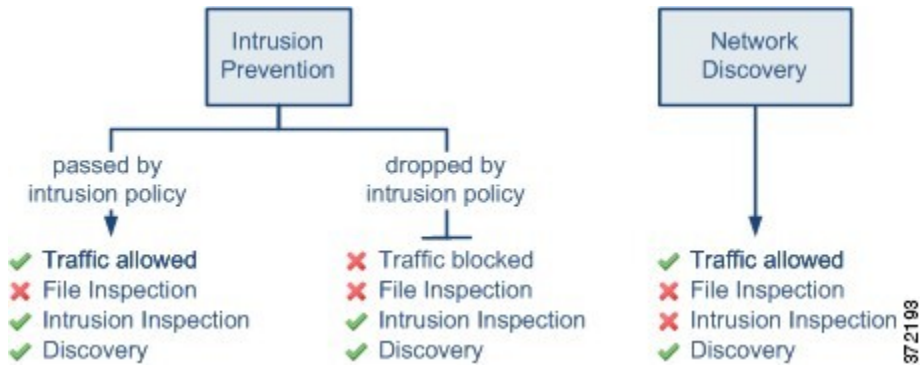 Intrusion
Prevention
Network
Discovery
passed by
intrusion policy
dropped by
intrusion policy
Traffic allowed
File Inspection
Intrusion Inspection
Discovery
Traffic blocked
File Inspection
Intrusion Inspection
Discovery
Traffic allowed
File Inspection
Intrusion Inspection
Discovery
372193